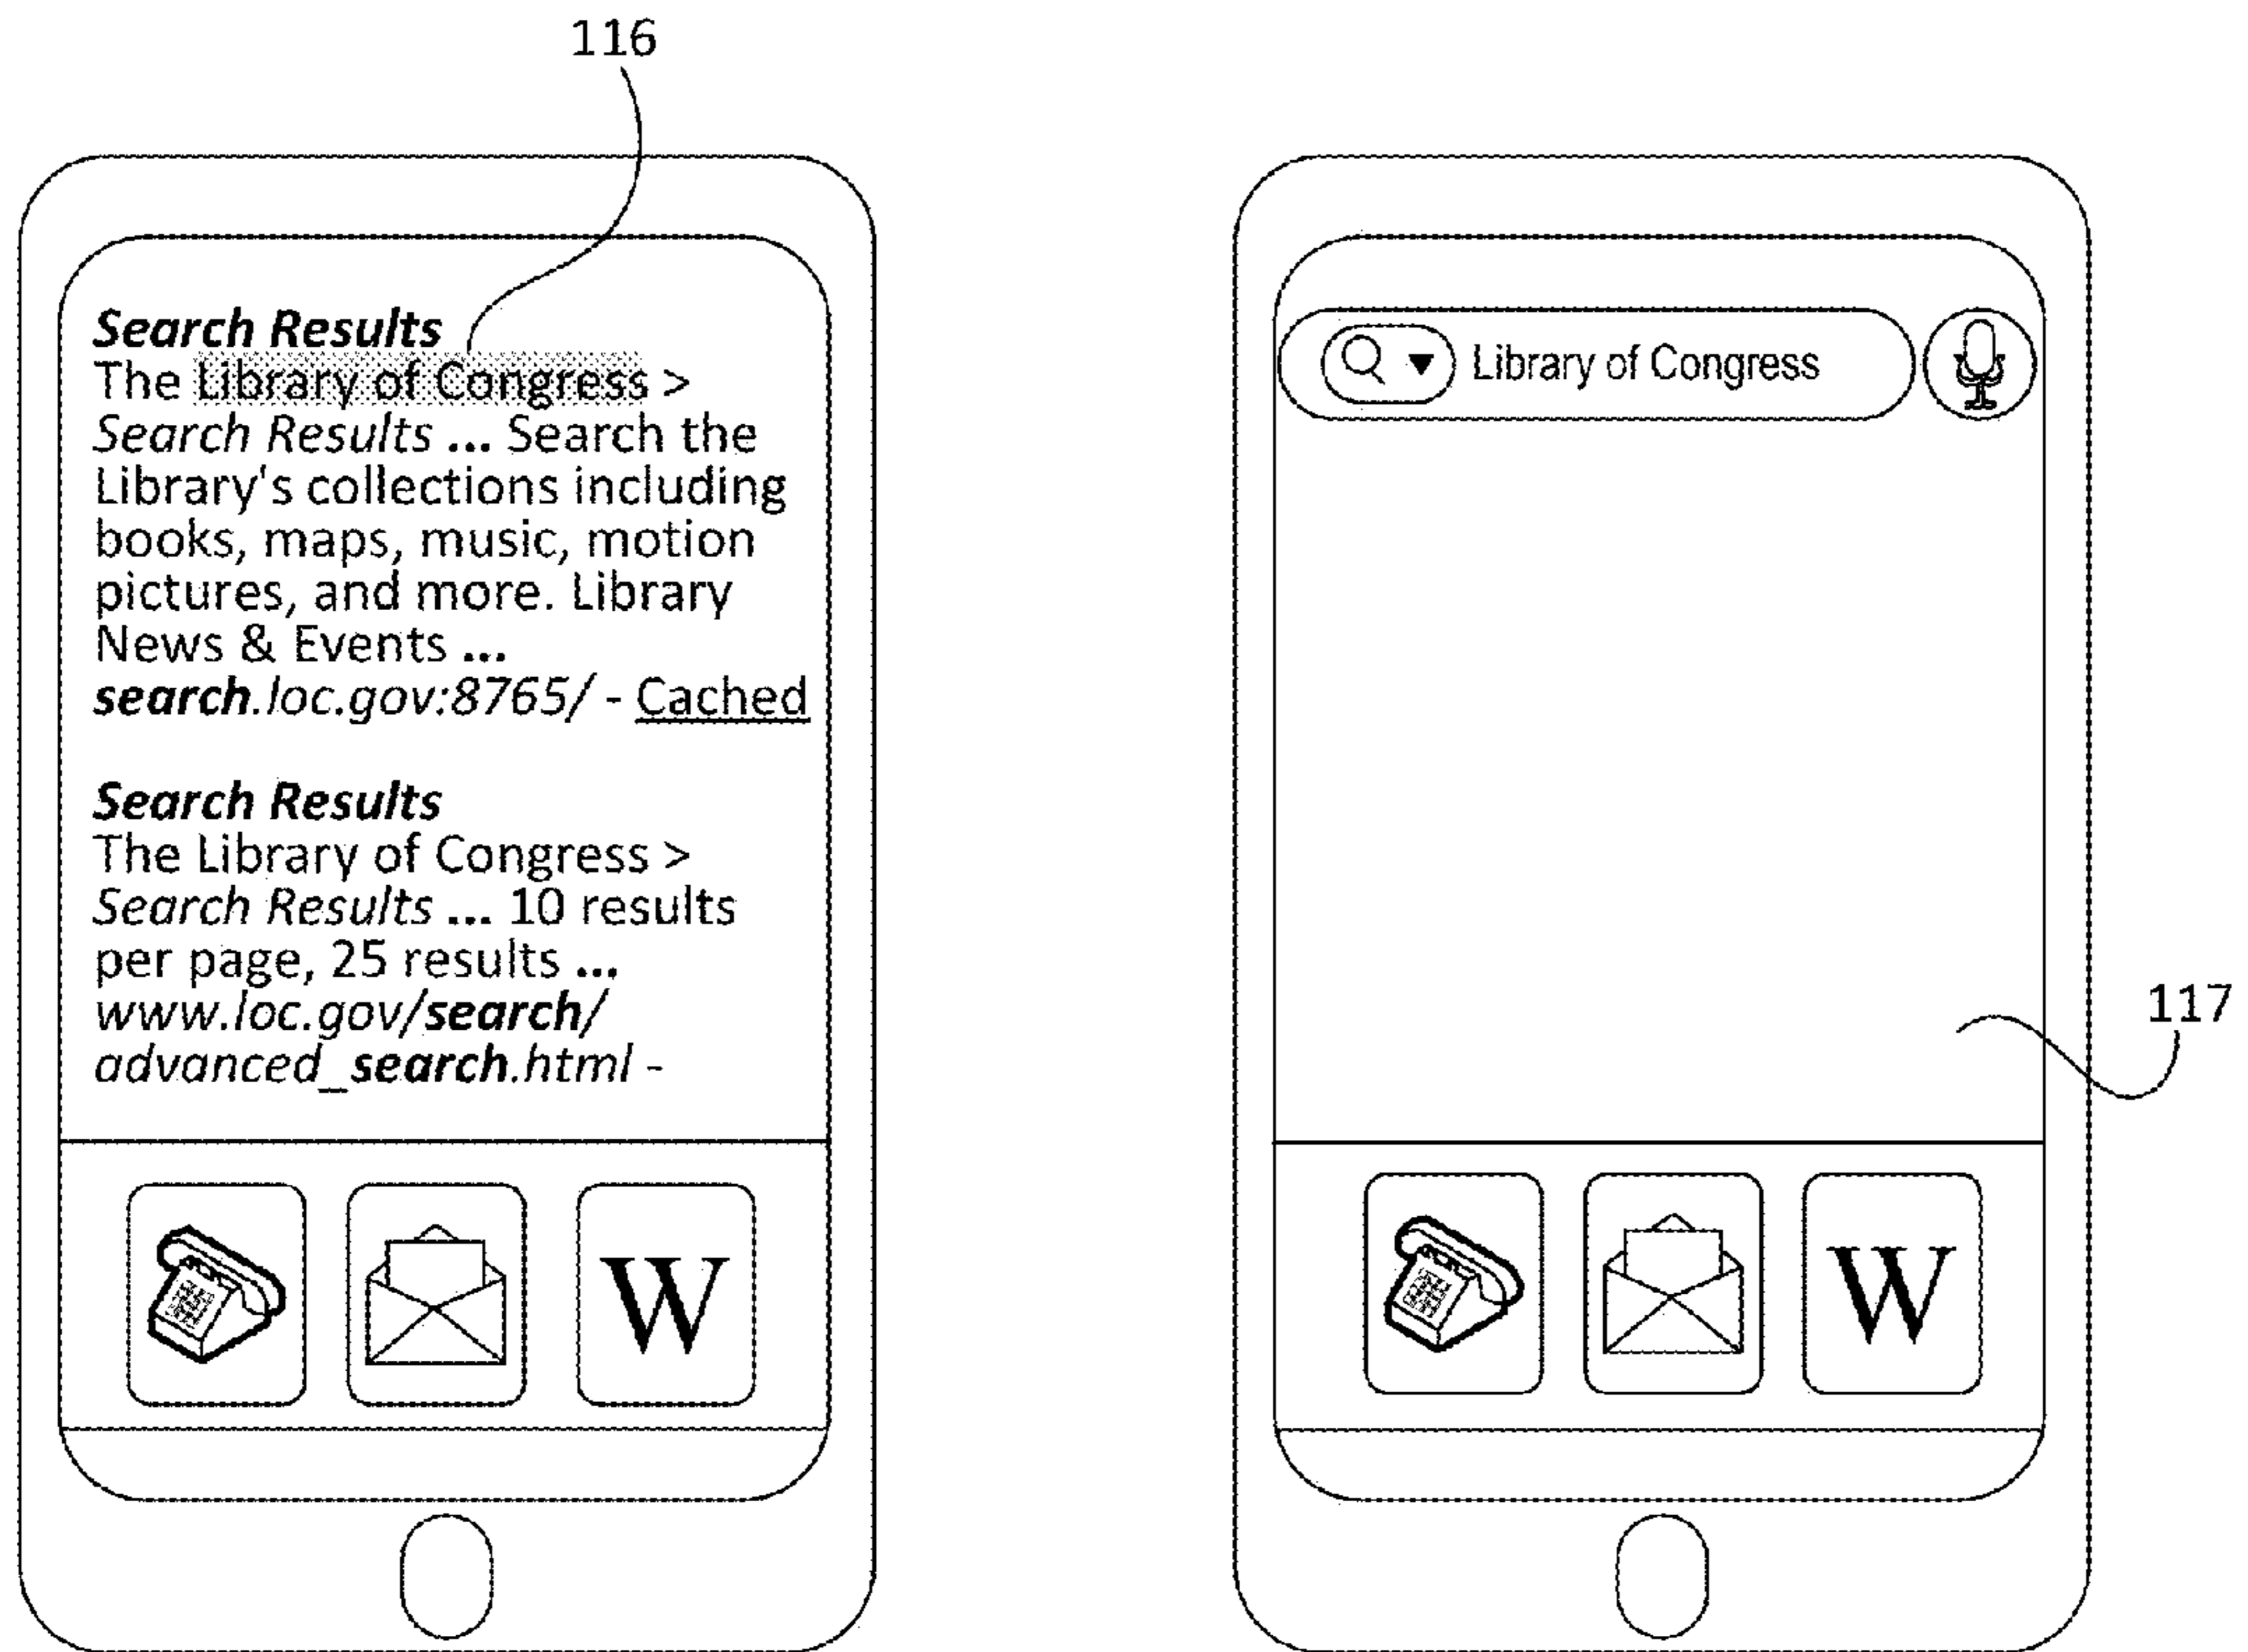 116
Search Results
The Library of Congress >
Search Results ... Search the
Library's collections including
books, maps, music, motion
pictures, and more. Library
News & Events ...
search.loc.gov:8765/ - Cached
Search Results
The Library of Congress >
Search Results ... 10 results
per page, 25 results ...
www.loc.gov/search/
advanced_search.html -
W
Library of Congress
117
W